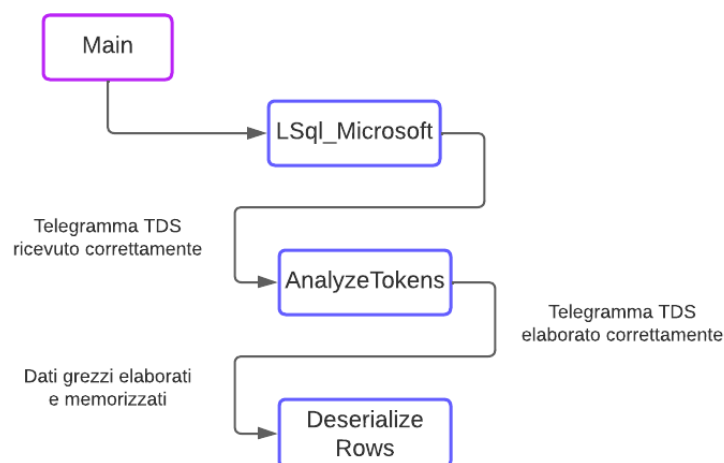 Main
LSql_Microsoft
Telegramma TDS
ricevuto correttamente
AnalyzeTokens
Telegramma TDS
elaborato correttamente
Dati grezzi elaborati
e memorizzati
Deserialize
Rows